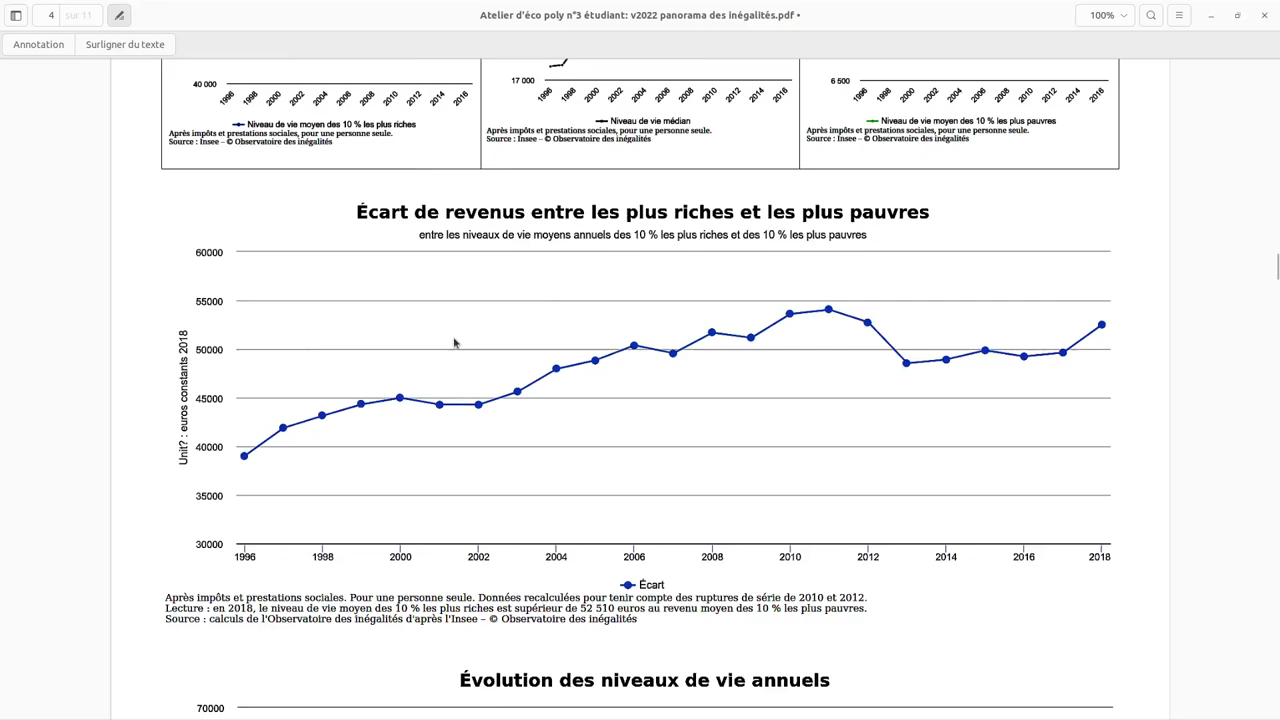 4 sur 11
Atelier d'éco poly n°3 étudiant: v2022 panorama des inégalités.pdf •
100%
Annotation
Surligner du texte
40 000
1996 1998 2000 2002 2004 2006 2008 2010 2012 2014 2016
Niveau de vie moyen des 10 % les plus riches
Après impôts et prestations sociales, pour une personne seule.
Source : Insee – © Observatoire des inégalités
17 000
1996 1998 2000 2002 2004 2006 2008 2010 2012 2014 2016
Niveau de vie médian
Après impôts et prestations sociales, pour une personne seule.
Source : Insee – © Observatoire des inégalités
6 500
1996 1998 2000 2002 2004 2006 2008 2010 2012 2014 2016
Niveau de vie moyen des 10 % les plus pauvres
Après impôts et prestations sociales, pour une personne seule.
Source : Insee – © Observatoire des inégalités
Écart de revenus entre les plus riches et les plus pauvres
entre les niveaux de vie moyens annuels des 10 % les plus riches et des 10 % les plus pauvres
Unit? : euros constants 2018
60000
55000
50000
45000
40000
35000
30000
1996 1998 2000 2002 2004 2006 2008 2010 2012 2014 2016 2018
Écart
Après impôts et prestations sociales. Pour une personne seule. Données recalculées pour tenir compte des ruptures de série de 2010 et 2012.
Lecture : en 2018, le niveau de vie moyen des 10 % les plus riches est supérieur de 52 510 euros au revenu moyen des 10 % les plus pauvres.
Source : calculs de l'Observatoire des inégalités d'après l'Insee – © Observatoire des inégalités
Évolution des niveaux de vie annuels
70000